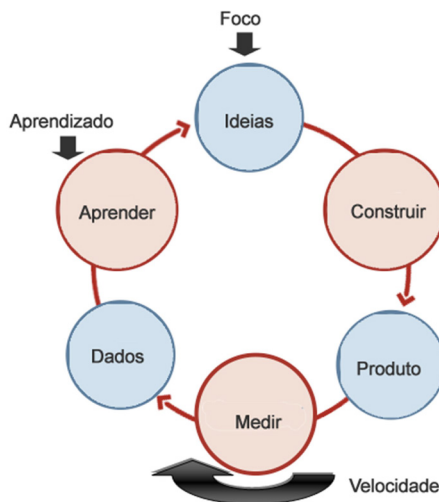 Foco
Ideias
Aprendizado
Aprender
Construir
Dados
Produto
Medir
Velocidade